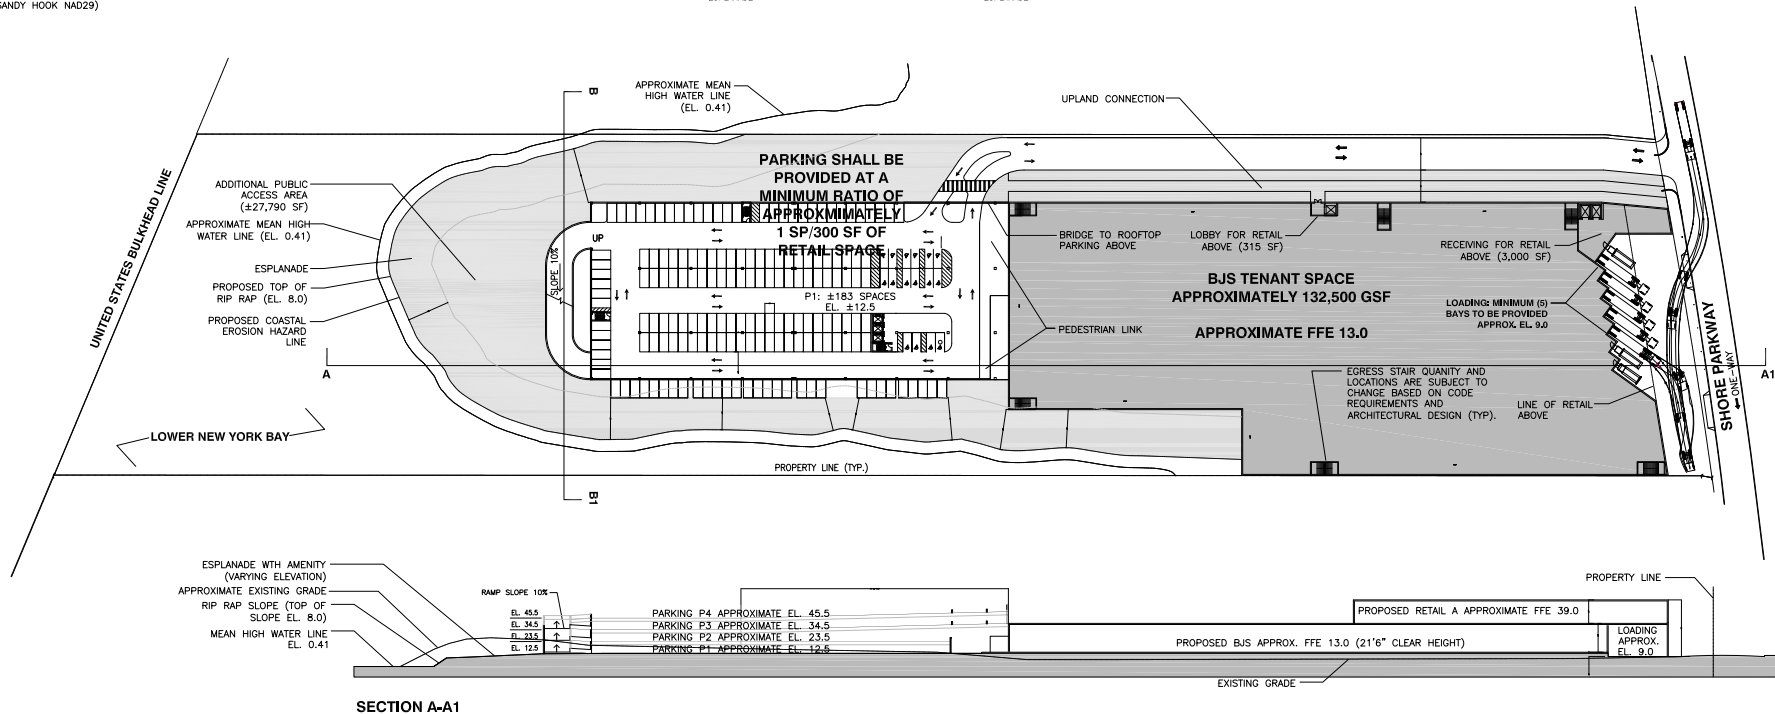 SANDY HOOK NAD29)
APPROXIMATE MEAN
HIGH WATER LINE
(EL. 0.41)
B
UPLAND CONNECTION
UNITED STATES BULKHEAD LINE
ADDITIONAL PUBLIC
ACCESS AREA
(±27,790 SF)
APPROXIMATE MEAN HIGH
WATER LINE (EL. 0.41)
ESPLANADE
PROPOSED TOP OF
RIP RAP (EL. 8.0)
PROPOSED COASTAL
EROSION HAZARD
LINE
A
LOWER NEW YORK BAY
PARKING SHALL BE
PROVIDED AT A
MINIMUM RATIO OF
APPROXMIMATELY
1 SP/300 SF OF
RETAIL SPACE
UP
SLOPE 10%
P1: ±183 SPACES
EL. ±12.5
BRIDGE TO ROOFTOP
PARKING ABOVE
LOBBY FOR RETAIL
ABOVE (315 SF)
RECEIVING FOR RETAIL
ABOVE (3,000 SF)
BJS TENANT SPACE
APPROXIMATELY 132,500 GSF
APPROXIMATE FFE 13.0
LOADING: MINIMUM (5)
BAYS TO BE PROVIDED
APPROX. EL. 9.0
PEDESTRIAN LINK
EGRESS STAIR QUANITY AND
LOCATIONS ARE SUBJECT TO
CHANGE BASED ON CODE
REQUIREMENTS AND
ARCHITECTURAL DESIGN (TYP).
LINE OF RETAIL
ABOVE
SHORE PARKWAY
ONE-WAY
A1
PROPERTY LINE (TYP.)
B1
ESPLANADE WTH AMENITY
(VARYING ELEVATION)
APPROXIMATE EXISTING GRADE
RIP RAP SLOPE (TOP OF
SLOPE EL. 8.0)
MEAN HIGH WATER LINE
EL. 0.41
RAMP SLOPE 10%
EL. 45.5
EL. 34.5
EL. 23.5
EL. 12.5
PARKING P4 APPROXIMATE EL. 45.5
PARKING P3 APPROXIMATE EL. 34.5
PARKING P2 APPROXIMATE EL. 23.5
PARKING P1 APPROXIMATE EL. 12.5
PROPERTY LINE
PROPOSED RETAIL A APPROXIMATE FFE 39.0
PROPOSED BJS APPROX. FFE 13.0 (21'6" CLEAR HEIGHT)
LOADING
APPROX.
EL. 9.0
EXISTING GRADE
SECTION A-A1